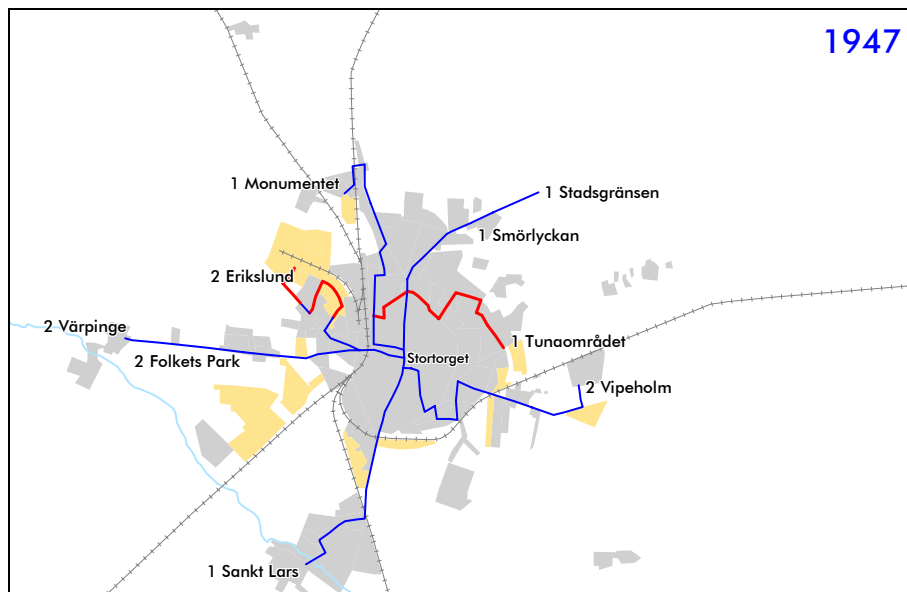 1947
1 Monumentet
1 Stadsgränsen
1 Smörlyckan
2 Erikslund
2 Värpinge
2 Folkets Park
1 Tunaområdet
Stortorget
2 Vipeholm
1 Sankt Lars